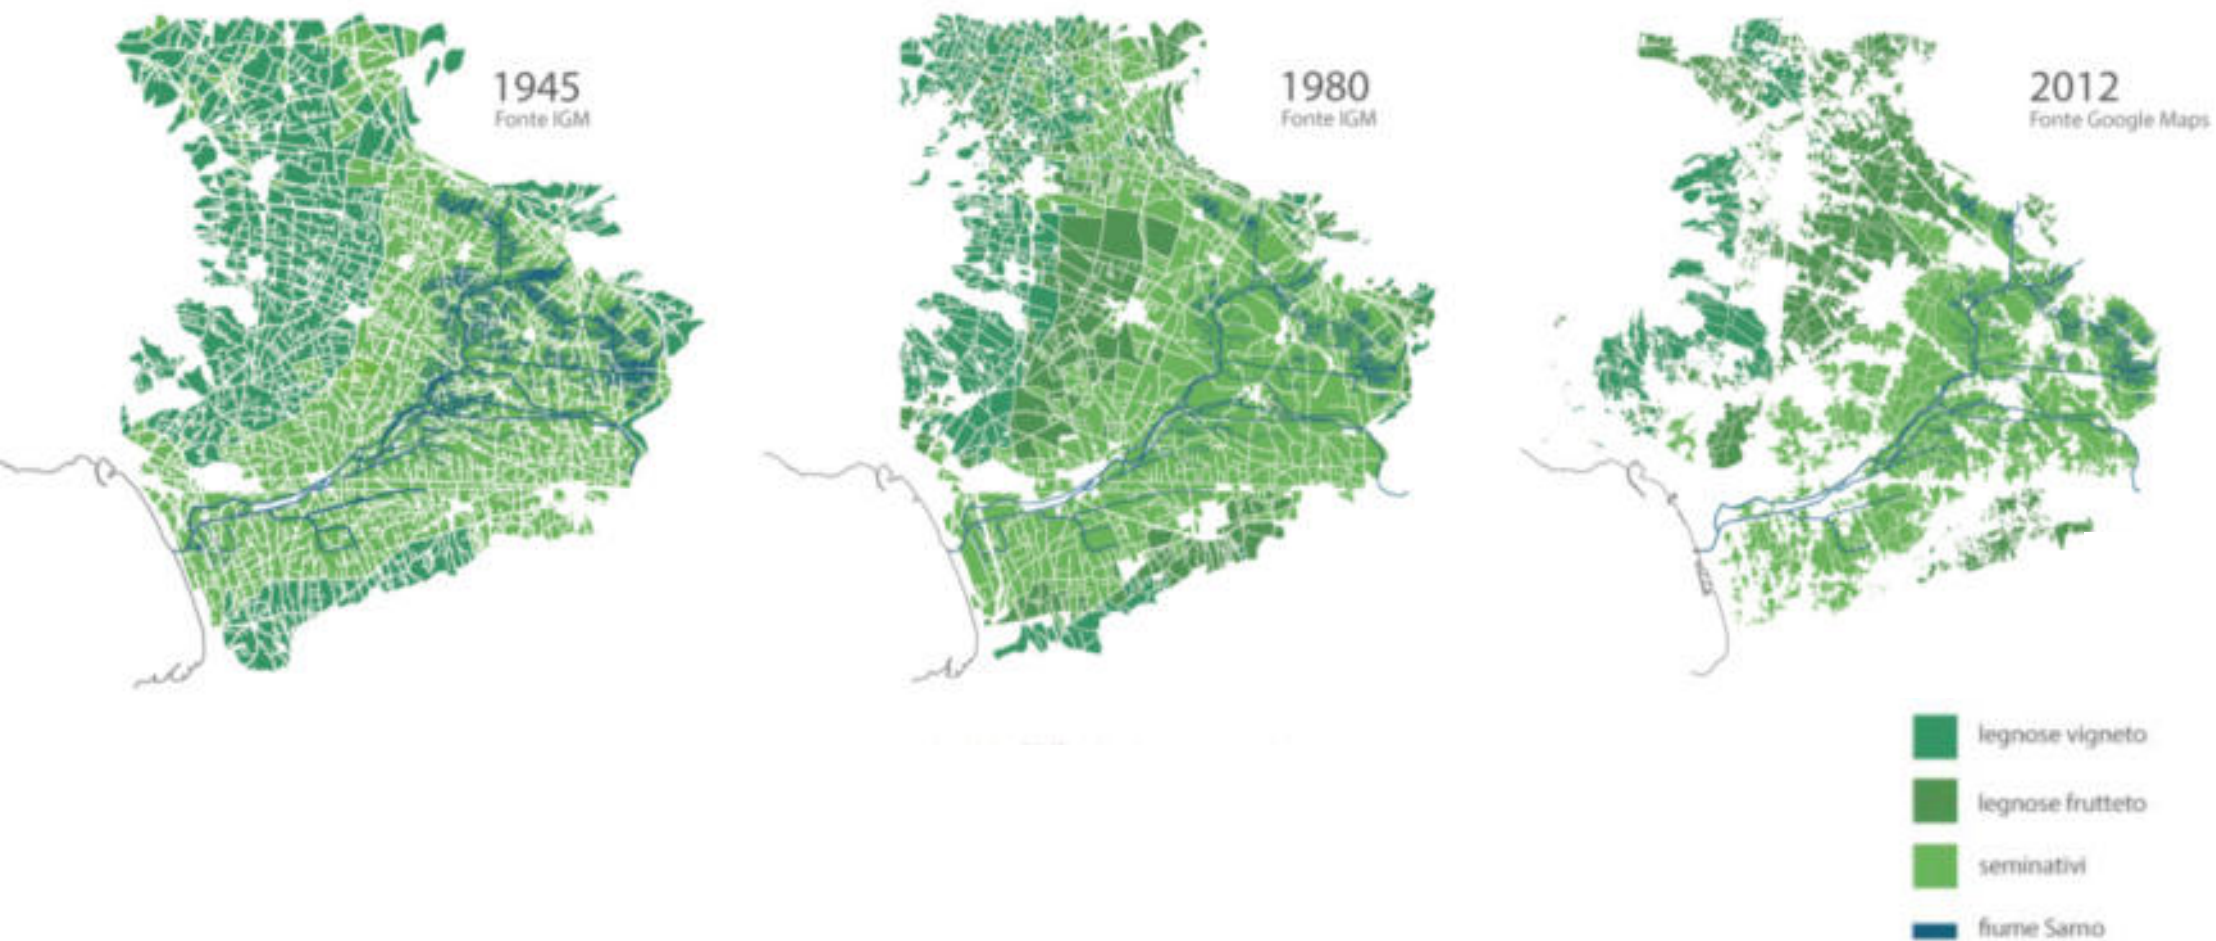 1945
Fonte IGM
1980
Fonte IGM
2012
Fonte Google Maps
legnose vigneto
legnose frutteto
seminativi
fiume Sarno